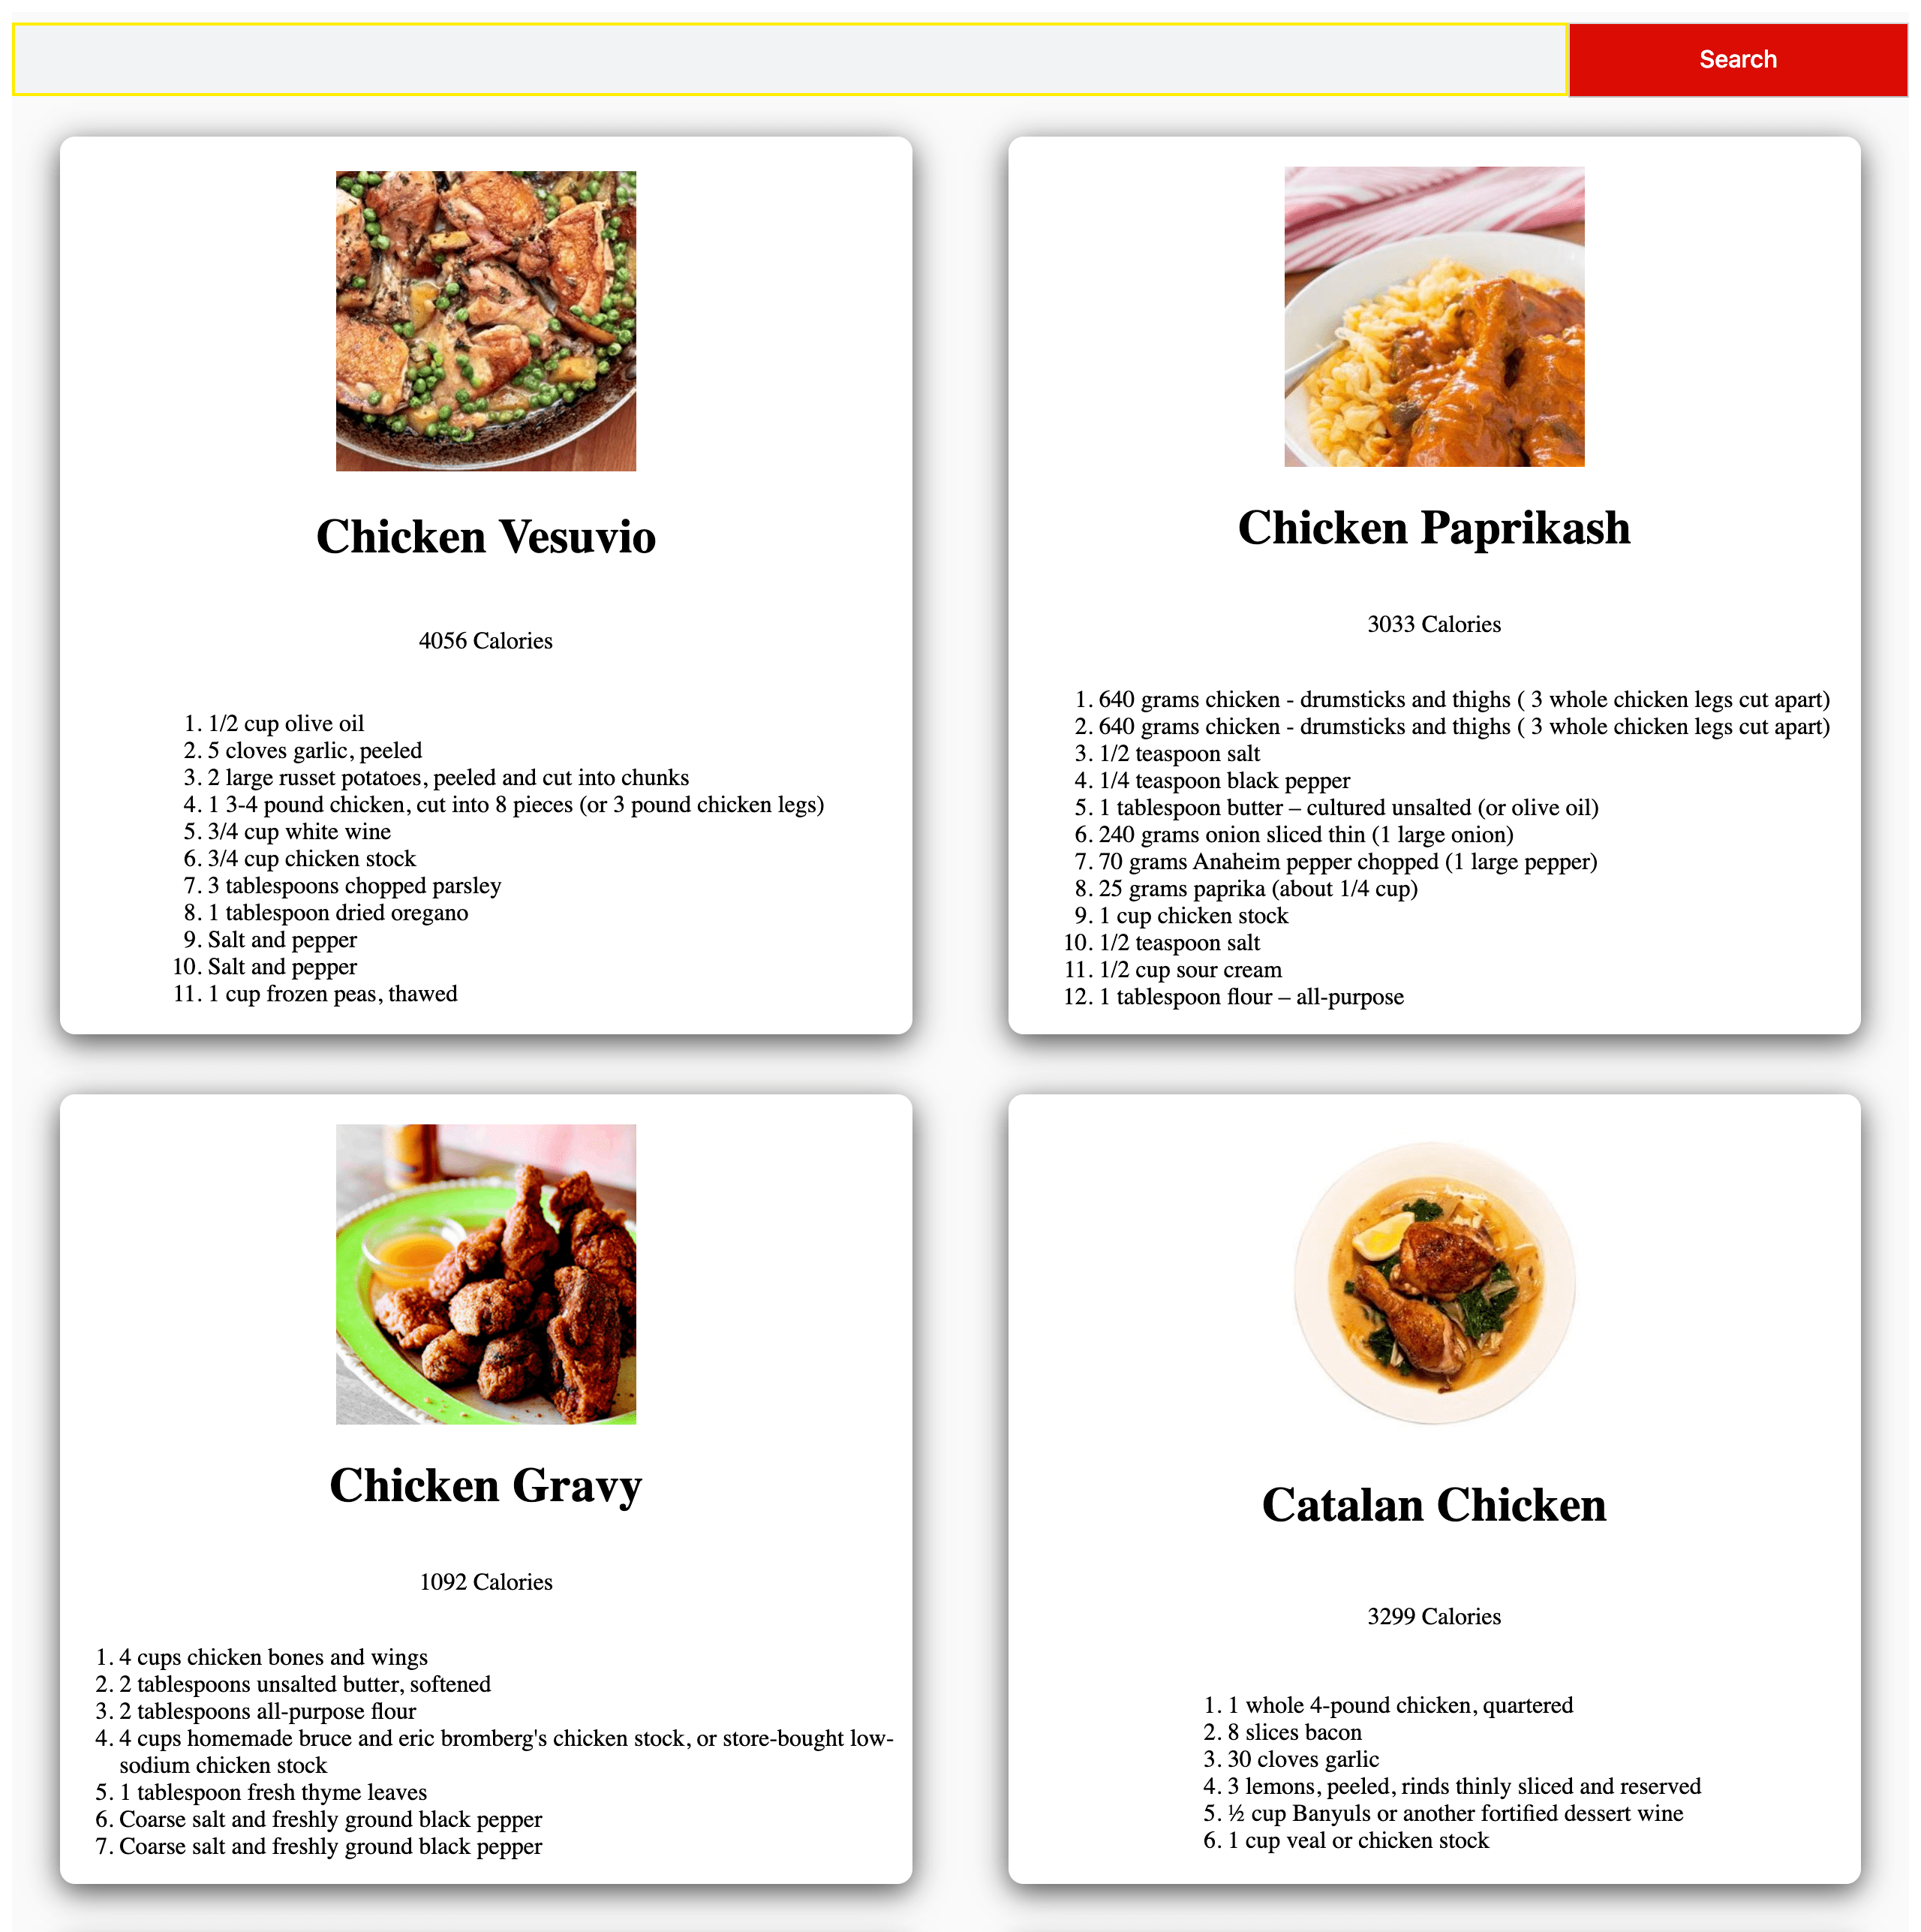 Search
Chicken Vesuvio
4056 Calories
1. 1/2 cup olive oil
2. 5 cloves garlic, peeled
3. 2 large russet potatoes, peeled and cut into chunks
4. 1 3-4 pound chicken, cut into 8 pieces (or 3 pound chicken legs)
5. 3/4 cup white wine
6. 3/4 cup chicken stock
7. 3 tablespoons chopped parsley
8. 1 tablespoon dried oregano
9. Salt and pepper
10. Salt and pepper
11. 1 cup frozen peas, thawed
Chicken Paprikash
3033 Calories
1. 640 grams chicken - drumsticks and thighs ( 3 whole chicken legs cut apart)
2. 640 grams chicken - drumsticks and thighs ( 3 whole chicken legs cut apart)
3. 1/2 teaspoon salt
4. 1/4 teaspoon black pepper
5. 1 tablespoon butter – cultured unsalted (or olive oil)
6. 240 grams onion sliced thin (1 large onion)
7. 70 grams Anaheim pepper chopped (1 large pepper)
8. 25 grams paprika (about 1/4 cup)
9. 1 cup chicken stock
10. 1/2 teaspoon salt
11. 1/2 cup sour cream
12. 1 tablespoon flour – all-purpose
Chicken Gravy
1092 Calories
1. 4 cups chicken bones and wings
2. 2 tablespoons unsalted butter, softened
3. 2 tablespoons all-purpose flour
4. 4 cups homemade bruce and eric bromberg's chicken stock, or store-bought low-
sodium chicken stock
5. 1 tablespoon fresh thyme leaves
6. Coarse salt and freshly ground black pepper
7. Coarse salt and freshly ground black pepper
Catalan Chicken
3299 Calories
1. 1 whole 4-pound chicken, quartered
2. 8 slices bacon
3. 30 cloves garlic
4. 3 lemons, peeled, rinds thinly sliced and reserved
5. ½ cup Banyuls or another fortified dessert wine
6. 1 cup veal or chicken stock